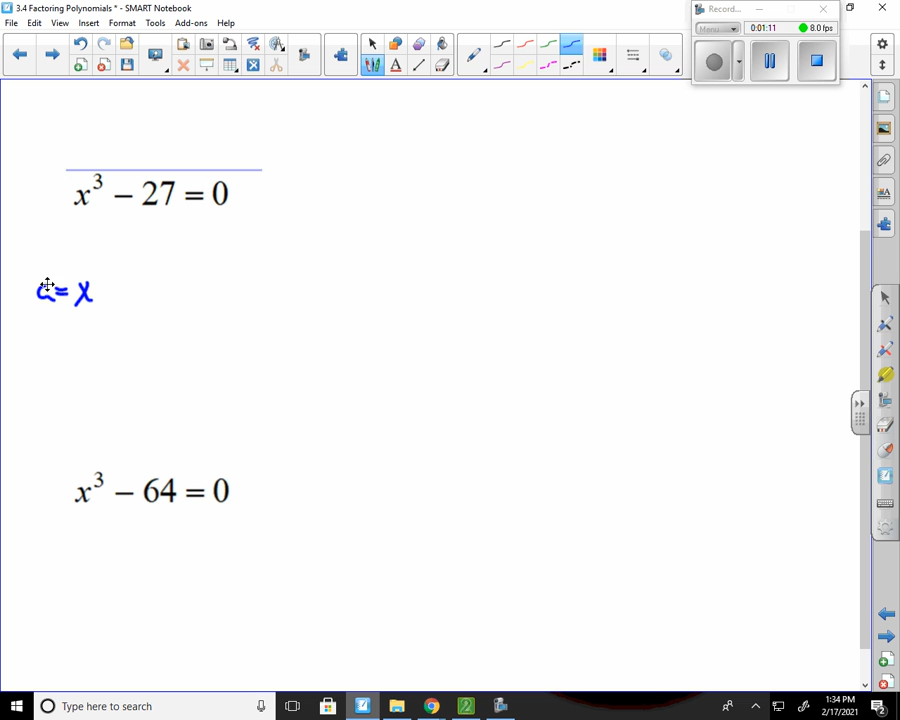 3.4 Factoring Polynomials * - SMART Notebook
File Edit View Insert Format Tools Add-ons Help
Record...
Menu
0:01:11 8.0 fps
x³ − 27 = 0
a = x
x³ − 64 = 0
Type here to search
1:34 PM
2/17/2021
2